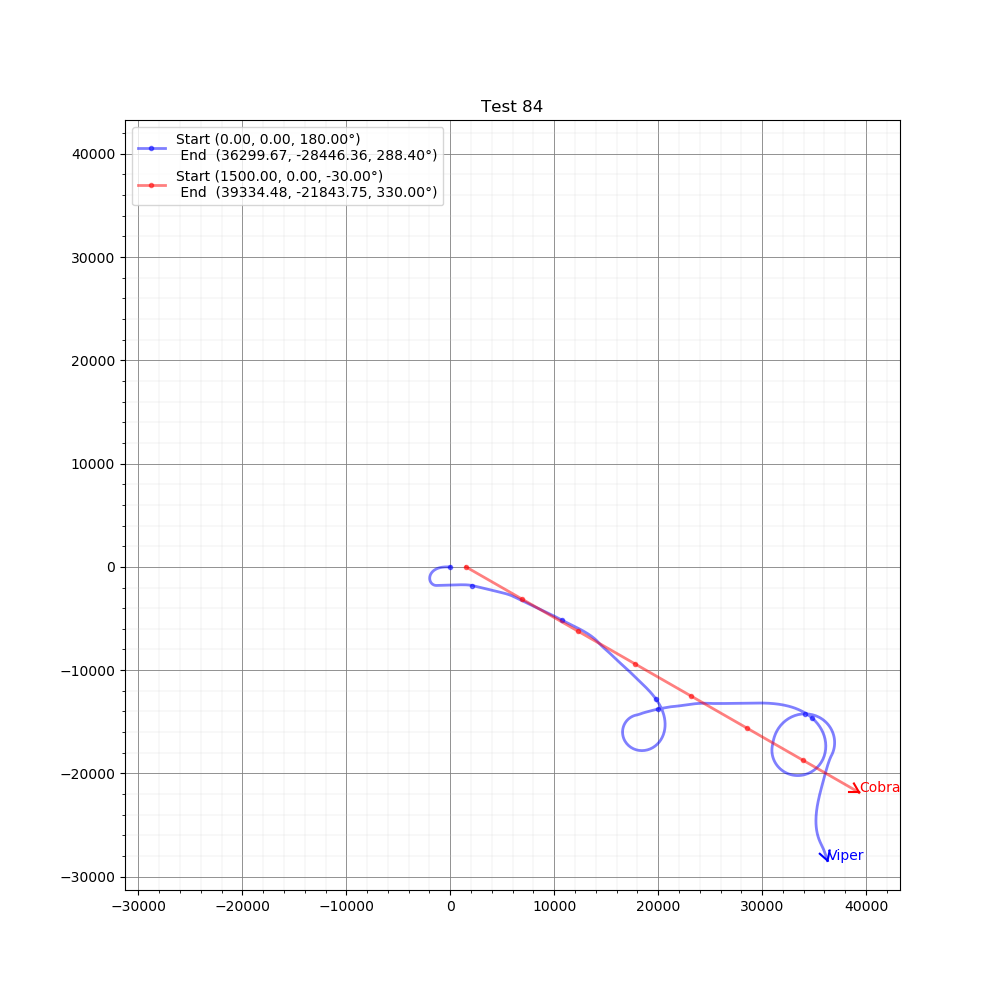 Test 84
Start (0.00, 0.00, 180.00°)
End (36299.67, -28446.36, 288.40°)
Start (1500.00, 0.00, -30.00°)
End (39334.48, -21843.75, 330.00°)
40000
30000
20000
10000
0
−10000
−20000
−30000
Cobra
Viper
−30000 −20000 −10000 0 10000 20000 30000 40000